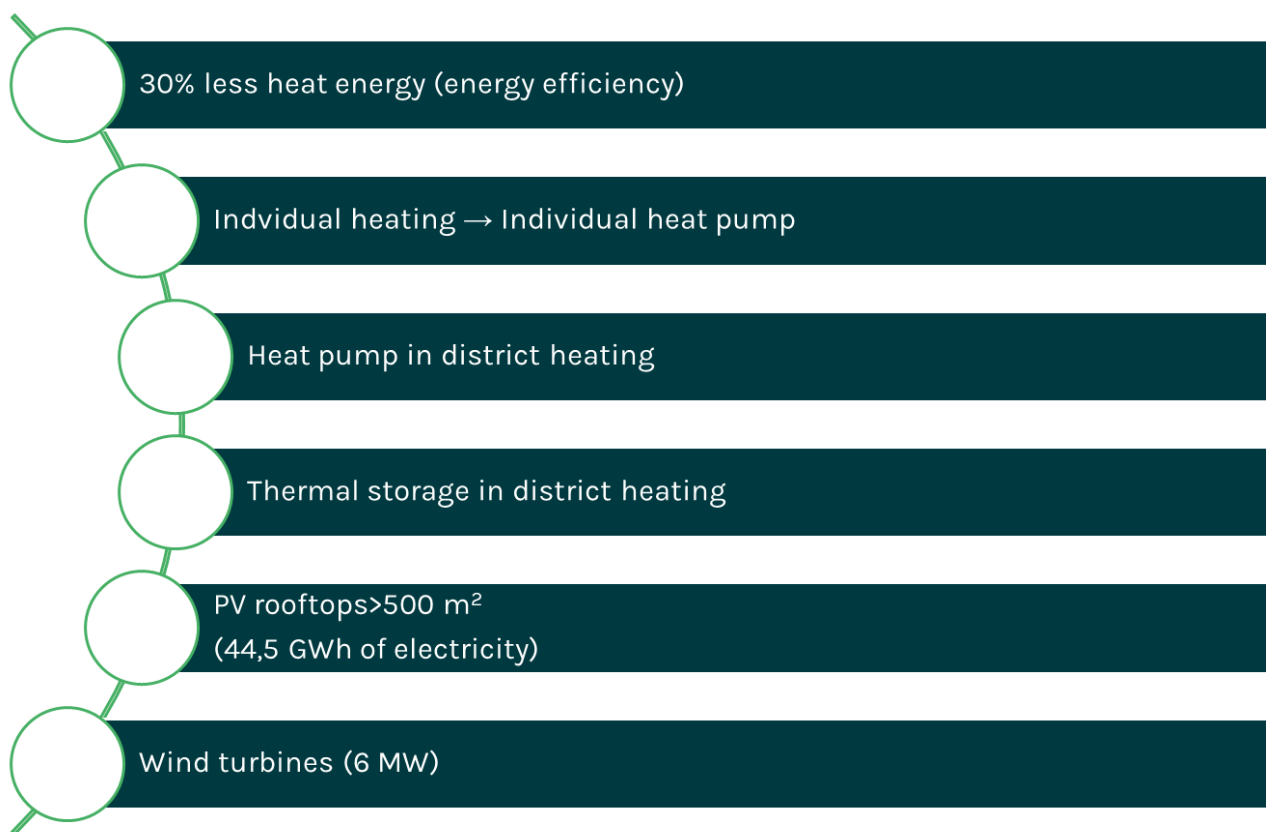 30% less heat energy (energy efficiency)
Indvidual heating → Individual heat pump
Heat pump in district heating
Thermal storage in district heating
PV rooftops>500 m²
(44,5 GWh of electricity)
Wind turbines (6 MW)